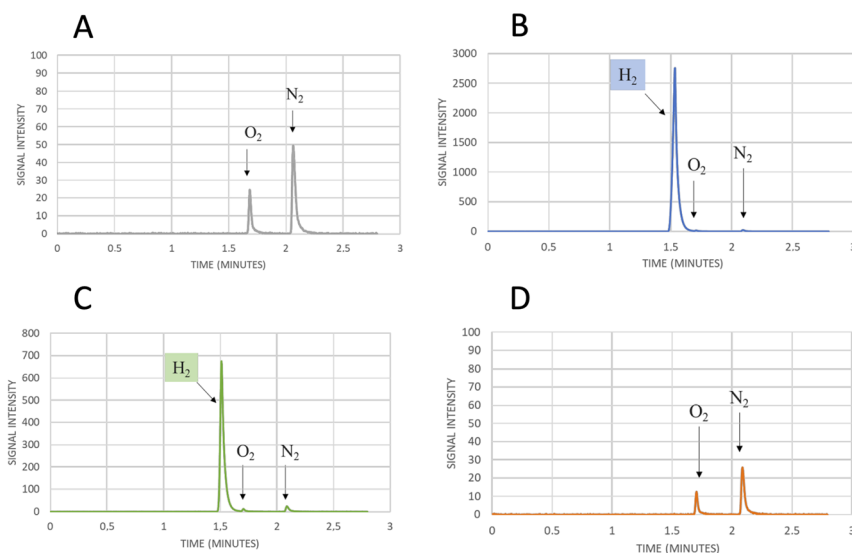 A
100
90
80
70
60
50
40
30
20
10
0
SIGNAL INTENSITY
O2
N2
0 0.5 1 1.5 2 2.5 3
TIME (MINUTES)
B
3000
2500
2000
1500
1000
500
0
SIGNAL INTENSITY
H2
O2
N2
0 0.5 1 1.5 2 2.5 3
TIME (MINUTES)
C
800
700
600
500
400
300
200
100
0
SIGNAL INTENSITY
H2
O2
N2
0 0.5 1 1.5 2 2.5 3
TIME (MINUTES)
D
100
90
80
70
60
50
40
30
20
10
0
SIGNAL INTENSITY
O2
N2
0 0.5 1 1.5 2 2.5 3
TIME (MINUTES)